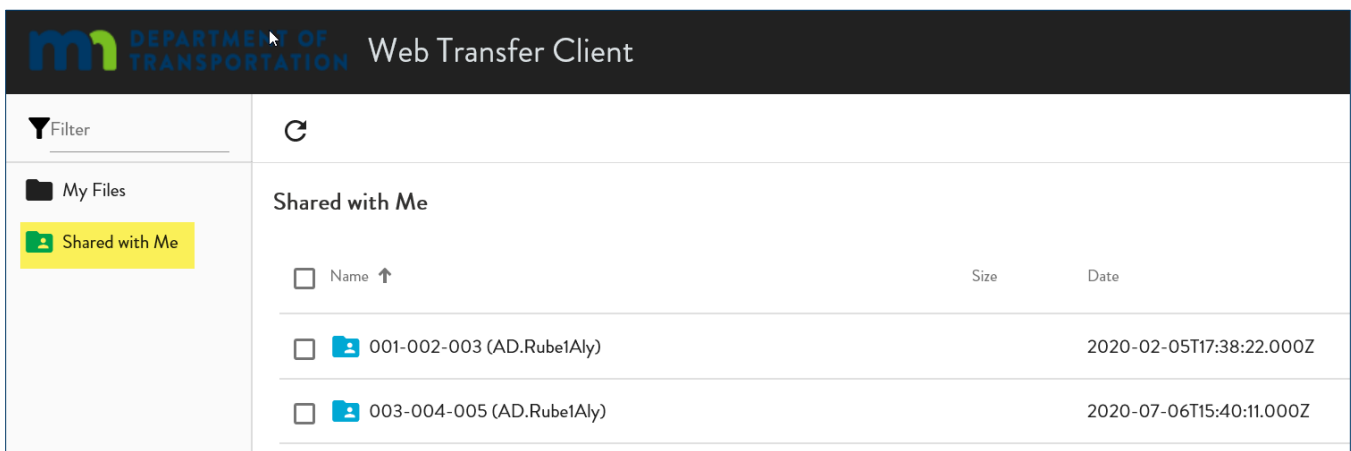 DEPARTMENT OF
TRANSPORTATION
Web Transfer Client
Filter
My Files
Shared with Me
Shared with Me
Name Size Date
001-002-003 (AD.Rube1Aly) 2020-02-05T17:38:22.000Z
003-004-005 (AD.Rube1Aly) 2020-07-06T15:40:11.000Z